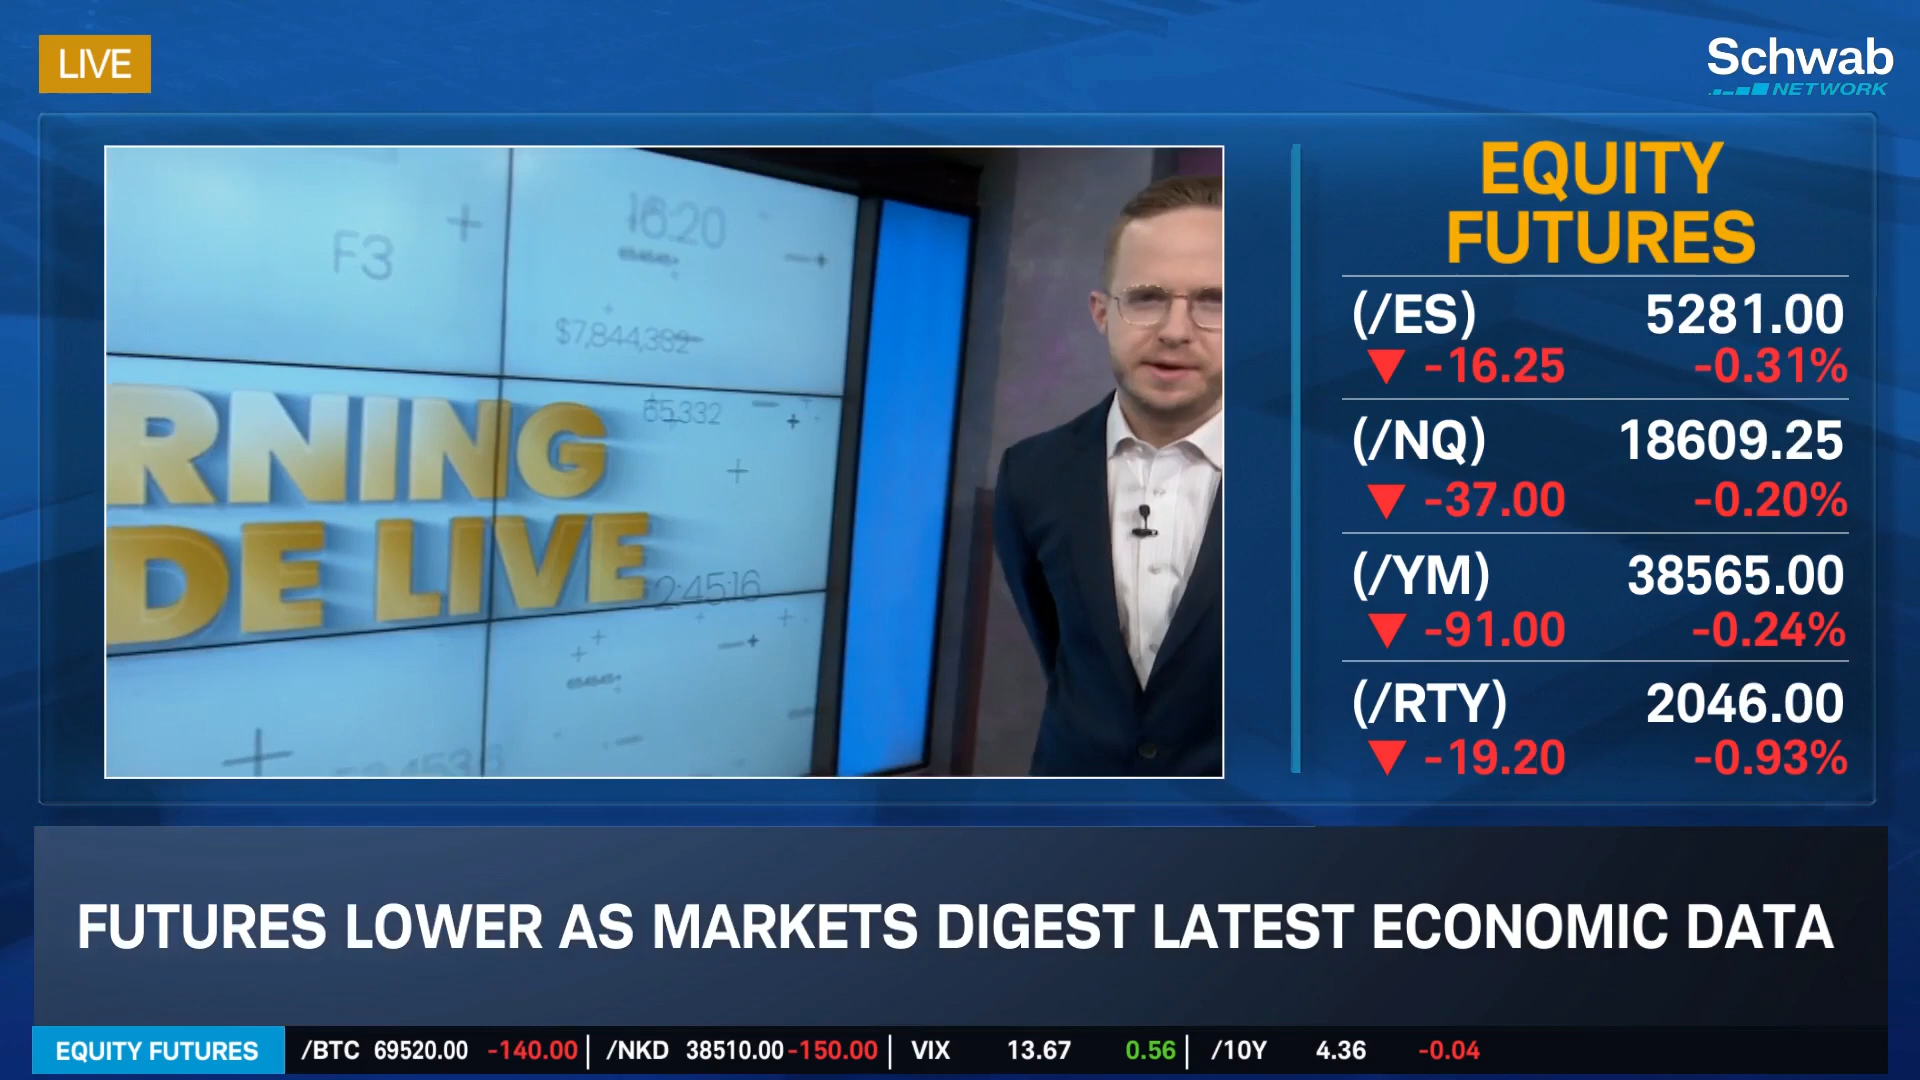 LIVE
Schwab
NETWORK
F3
16:20
$7,844,382
65,332
RNING
DE LIVE
2:45:16
EQUITY
FUTURES
(/ES) 5281.00
▼ -16.25 -0.31%
(/NQ) 18609.25
▼ -37.00 -0.20%
(/YM) 38565.00
▼ -91.00 -0.24%
(/RTY) 2046.00
▼ -19.20 -0.93%
FUTURES LOWER AS MARKETS DIGEST LATEST ECONOMIC DATA
EQUITY FUTURES /BTC 69520.00 -140.00 | /NKD 38510.00 -150.00 | VIX 13.67 0.56 | /10Y 4.36 -0.04